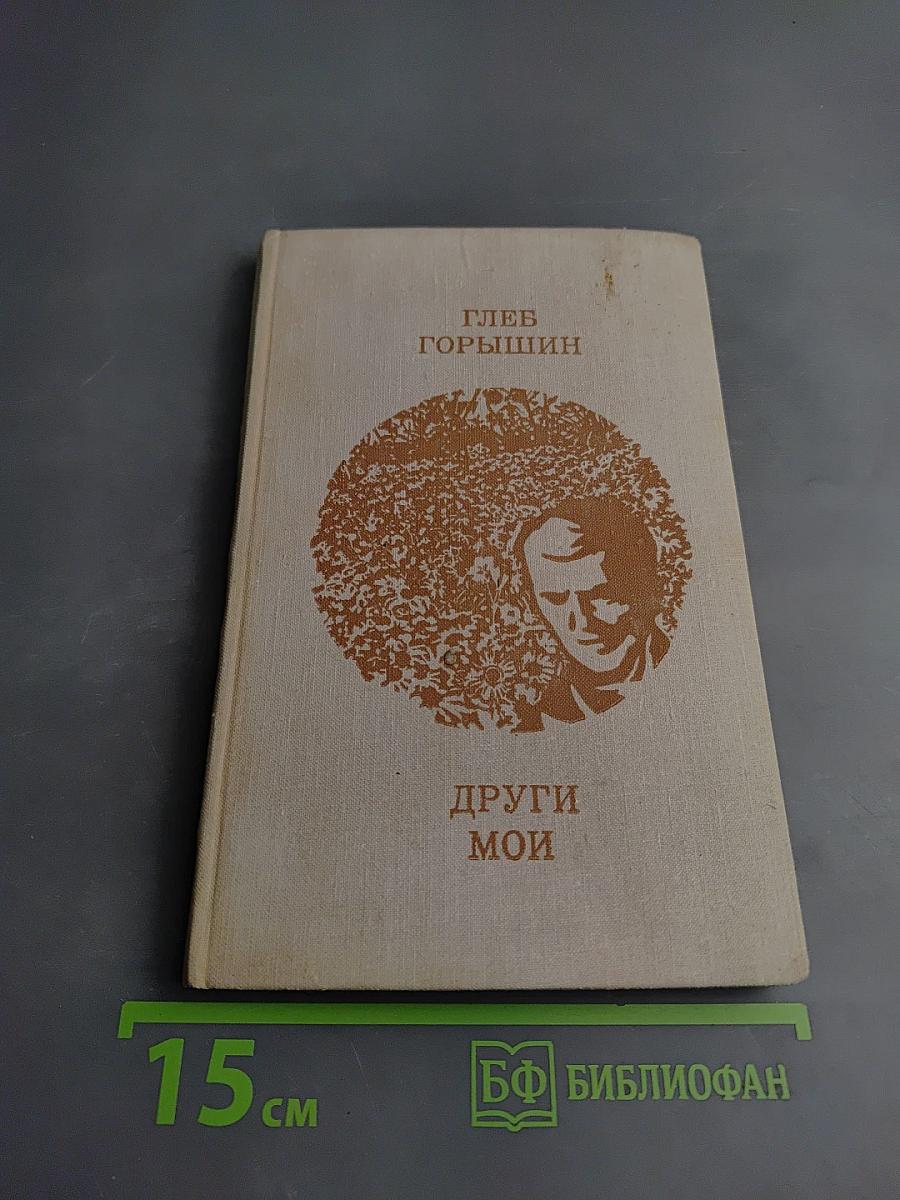 ГЛЕБ
ГОРЫШИН
ДРУГИ
МОИ
15 см
БФ БИБЛИОФАН